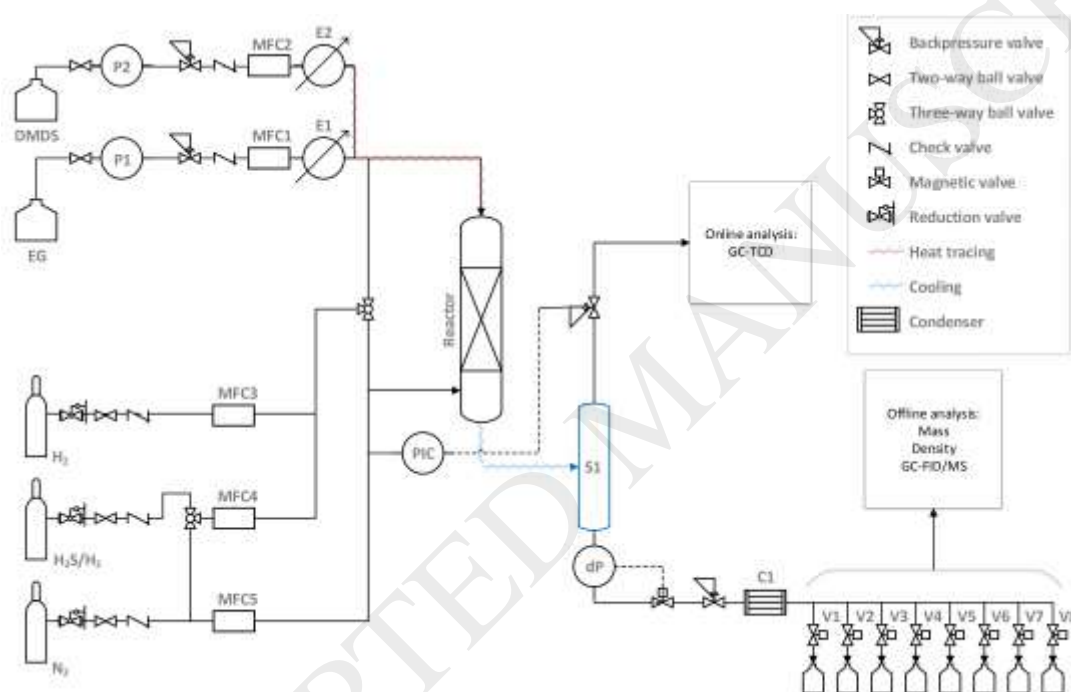 E2
MFC2
P2
DMDS
E1
MFC1
P1
EG
Backpressure valve
Two-way ball valve
Three-way ball valve
Check valve
Magnetic valve
Reduction valve
Heat tracing
Cooling
Condenser
Online analysis:
GC-TCD
Reactor
MFC3
H₂
PIC
S1
MFC4
H₂S/H₂
MFC5
N₂
dP
C1
Offline analysis:
Mass
Density
GC-FID/MS
V1 V2 V3 V4 V5 V6 V7
RTED MANUSC